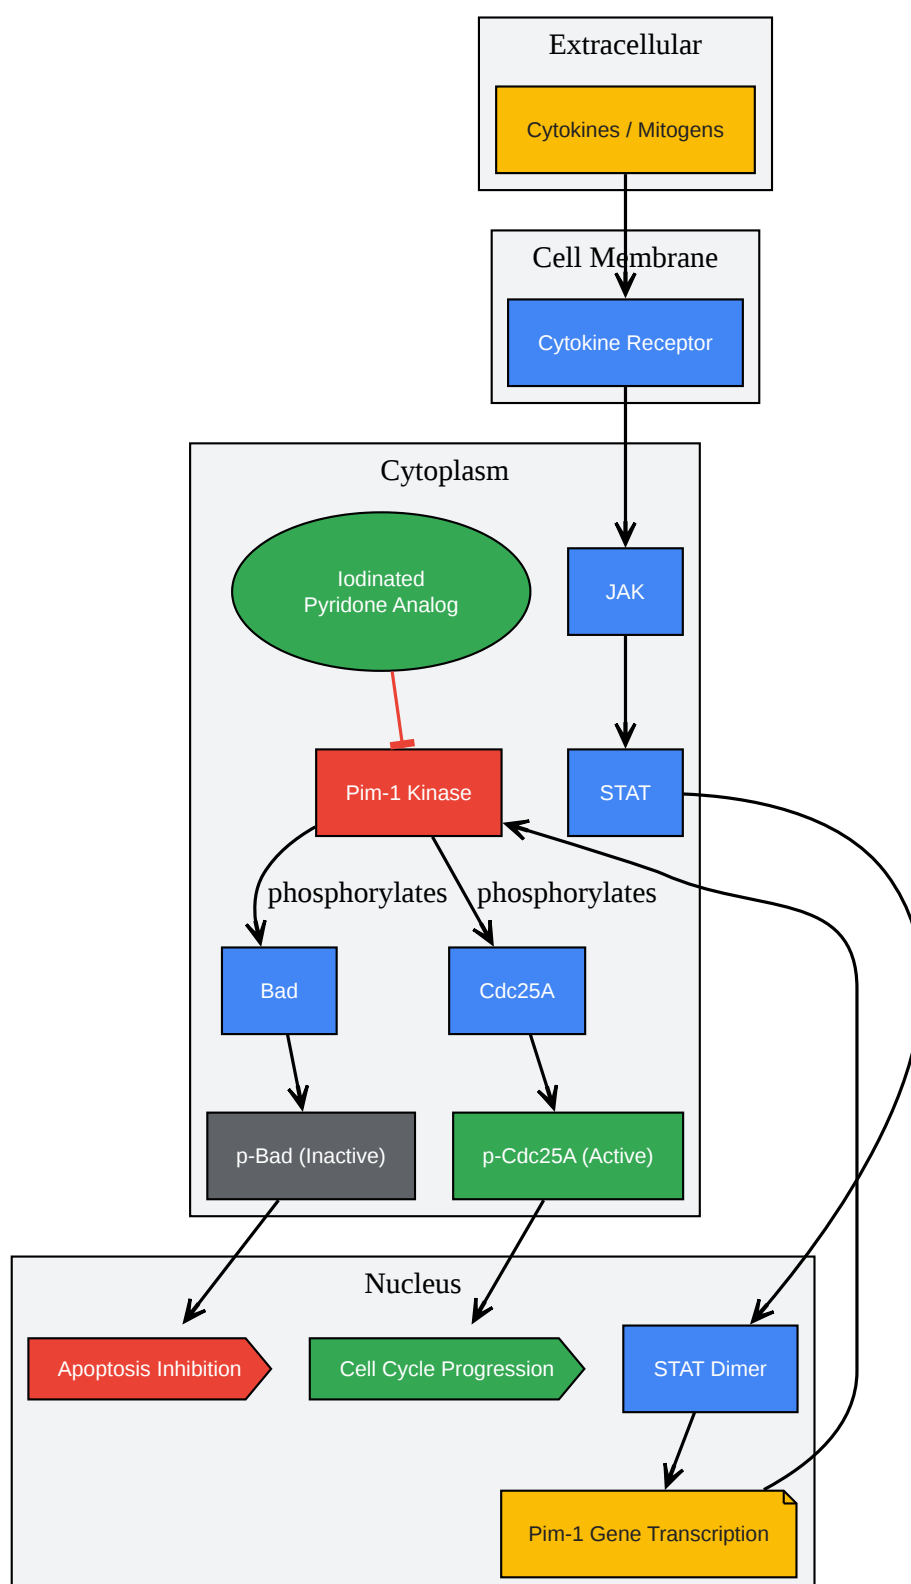 Extracellular
Cytokines / Mitogens
Cell Membrane
Cytokine Receptor
Cytoplasm
Iodinated
Pyridone Analog
JAK
Pim-1 Kinase
STAT
phosphorylates
phosphorylates
Bad
Cdc25A
p-Bad (Inactive)
p-Cdc25A (Active)
Nucleus
Apoptosis Inhibition
Cell Cycle Progression
STAT Dimer
Pim-1 Gene Transcription